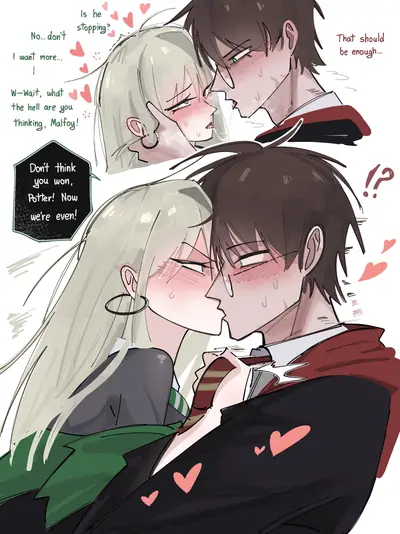 Is he
stopping?
No...don't
I want more...
W-Wait, what
the hell are you
thinking, Malfoy!
That should
be enough...
Don't think
you won,
Potter! Now
we're even!
!?